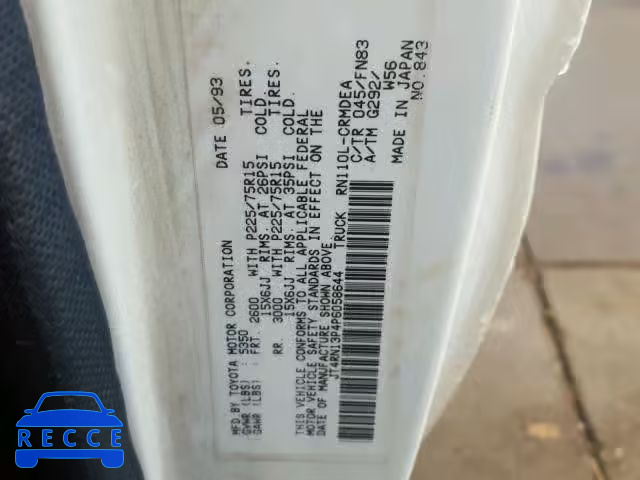 MFD BY TOYOTA MOTOR CORPORATION DATE 05/93
GVWR (LBS) : 5350
GAWR (LBS) : FRT 2600 WITH P225/75R15 TIRES.
15X6JJ RIMS. AT 26PSI COLD
RR 3000 WITH P225/75R15 TIRES.
15X6JJ RIMS. AT 35PSI COLD
THIS VEHICLE CONFORMS TO ALL APPLICABLE FEDERAL
MOTOR VEHICLE SAFETY STANDARDS IN EFFECT ON THE
DATE OF MANUFACTURE SHOWN ABOVE.
JT4RN13P4P6058644 TRUCK RN110L-CRMDEA
C/TR 045/FN83
A/TM G292/
W56
MADE IN JAPAN
NO.843
RECCE